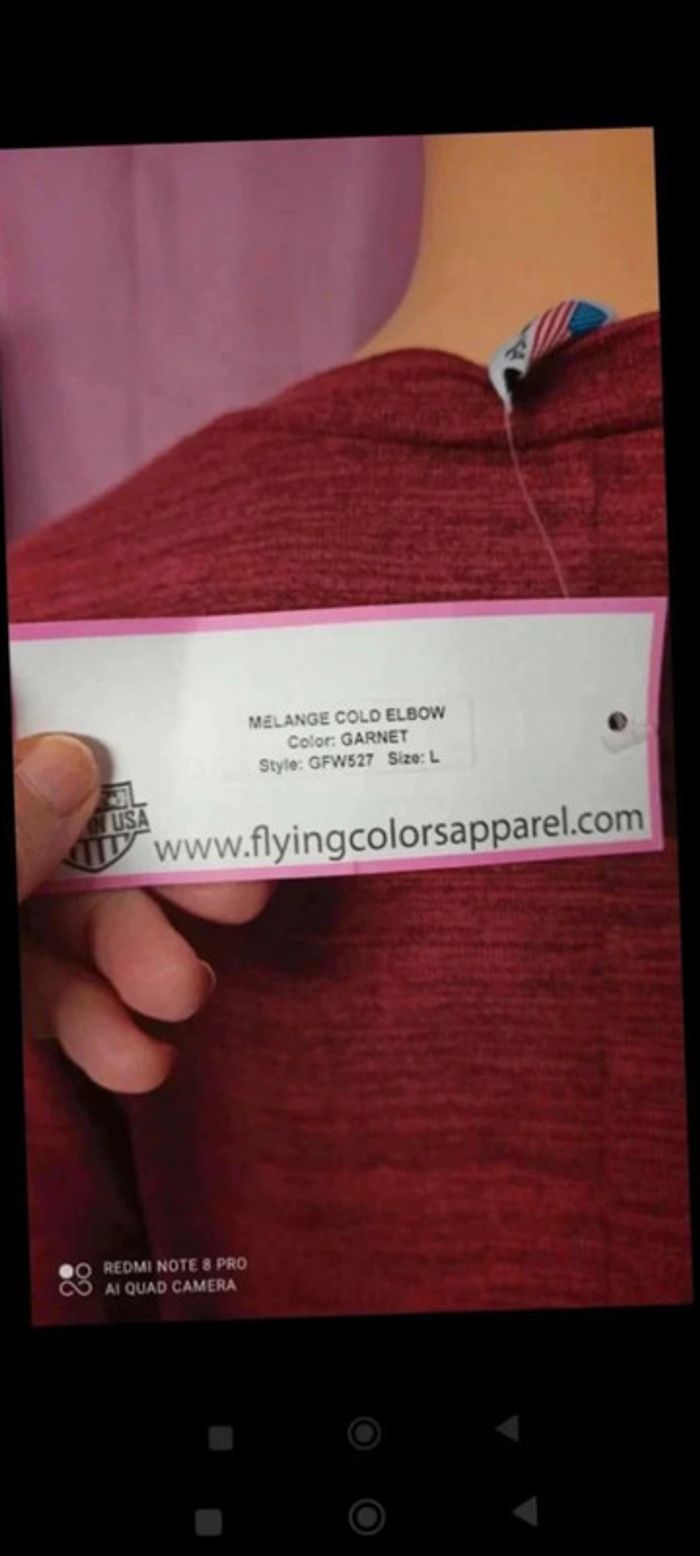 MELANGE COLD ELBOW
Color: GARNET
Style: GFW527 Size: L
IN USA
www.flyingcolorsapparel.com
REDMI NOTE 8 PRO
AI QUAD CAMERA